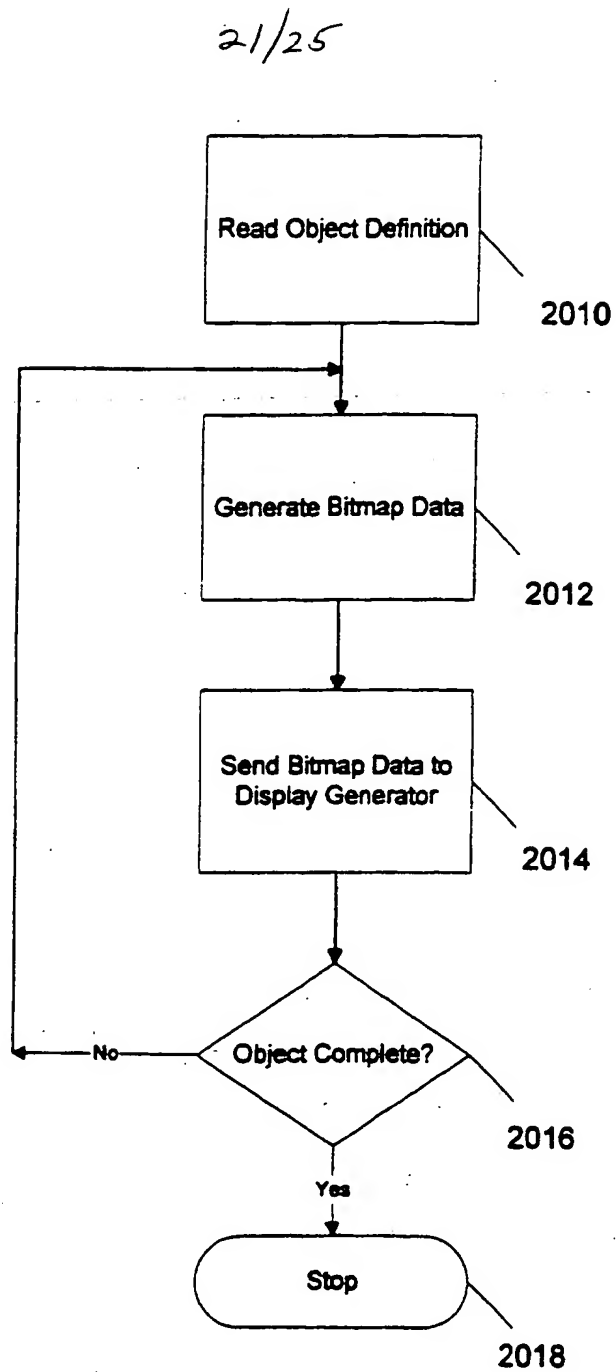 21/25
Read Object Definition
2010
Generate Bitmap Data
2012
Send Bitmap Data to
Display Generator
2014
No
Object Complete?
2016
Yes
Stop
2018